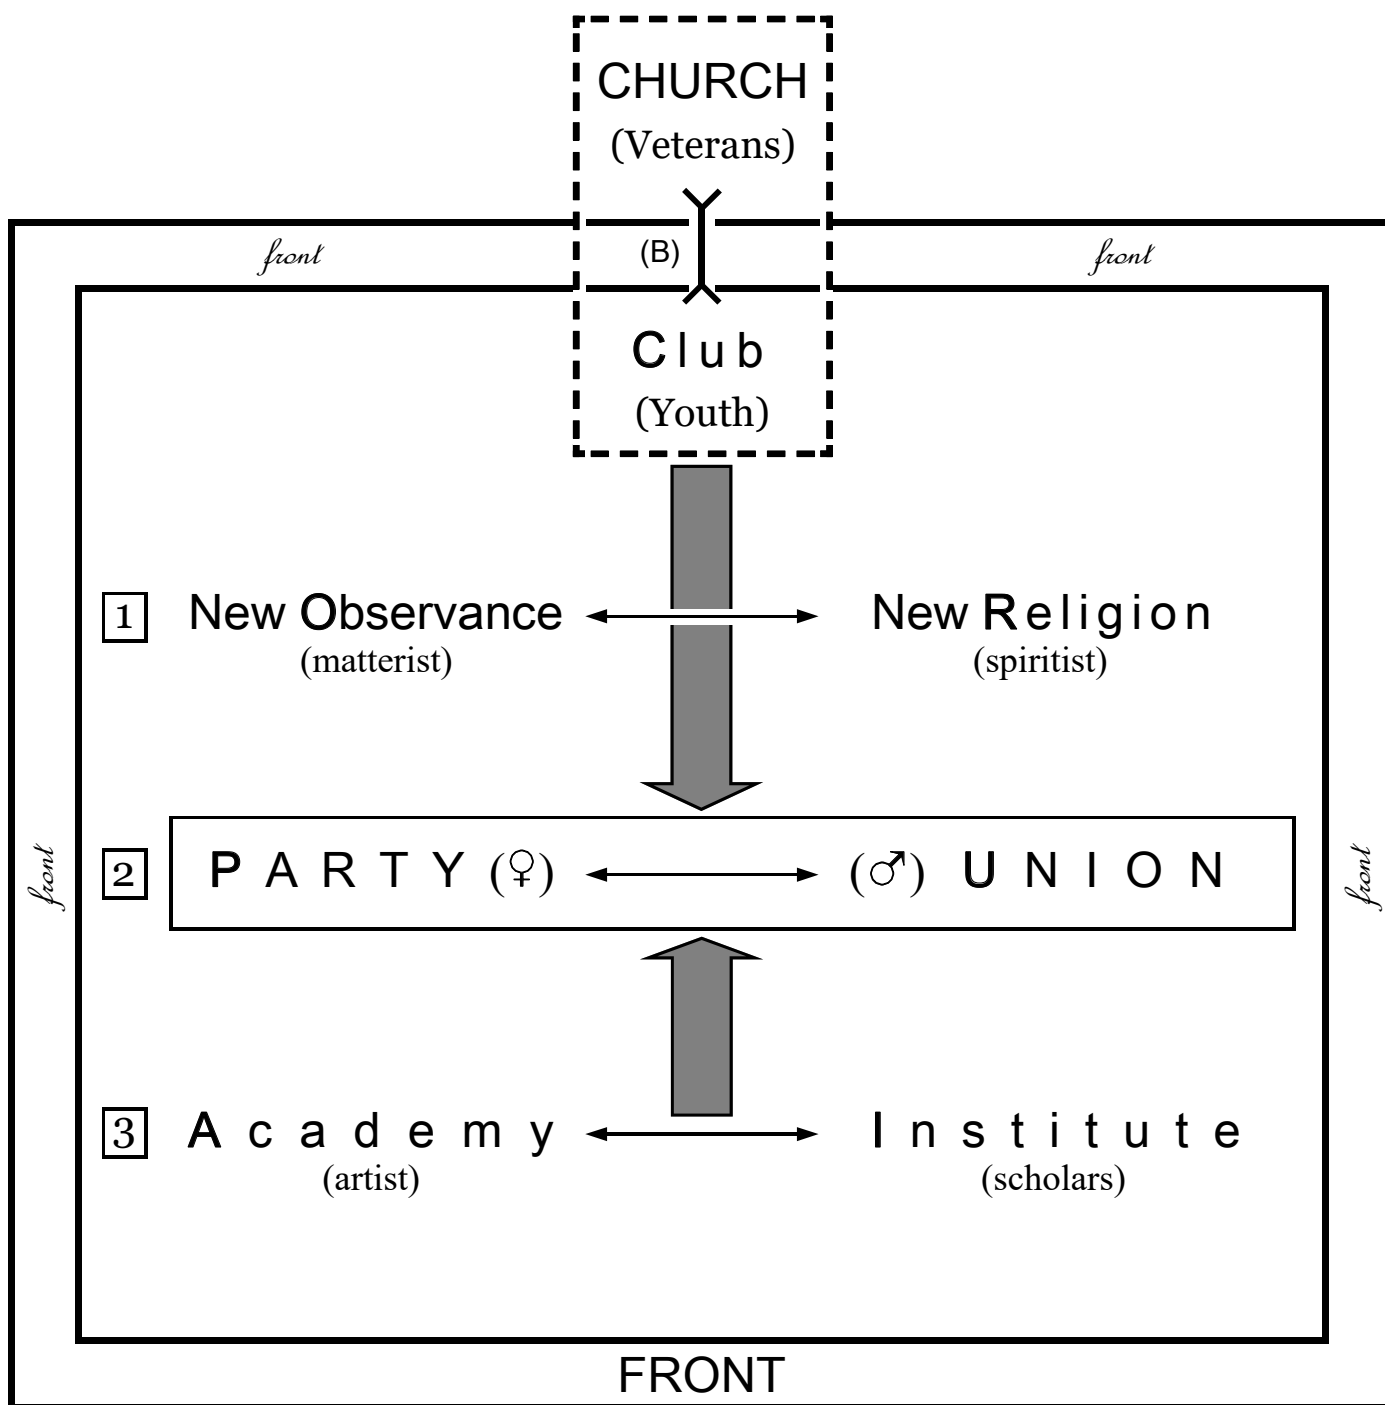 CHURCH
(Veterans)
front (B) front
Club
(Youth)
1 New Observance New Religion
(matterist) (spiritist)
front 2 PARTY (♀) (♂) UNION front
3 Academy Institute
(artist) (scholars)
FRONT